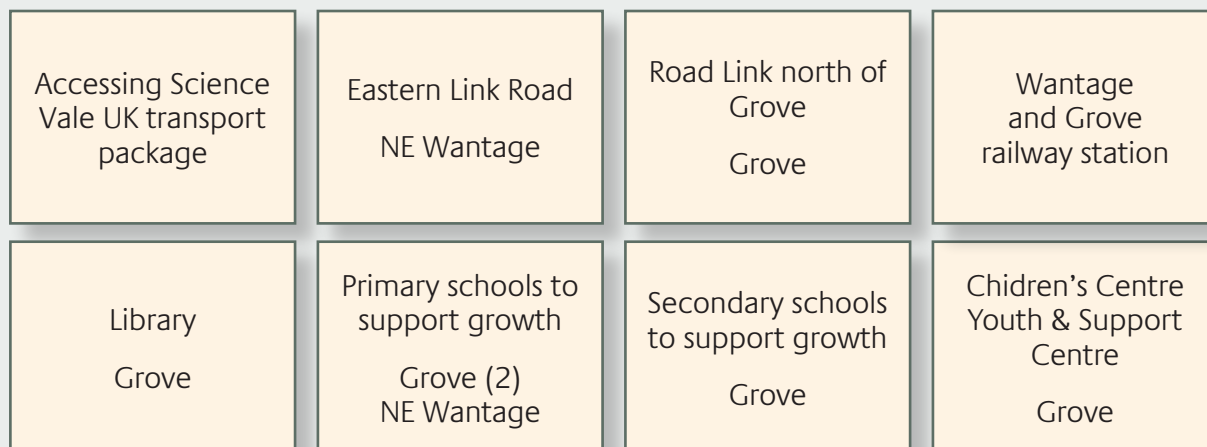 Accessing Science
Vale UK transport
package
Eastern Link Road
NE Wantage
Road Link north of
Grove
Grove
Wantage
and Grove
railway station
Library
Grove
Primary schools to
support growth
Grove (2)
NE Wantage
Secondary schools
to support growth
Grove
Chidren's Centre
Youth & Support
Centre
Grove